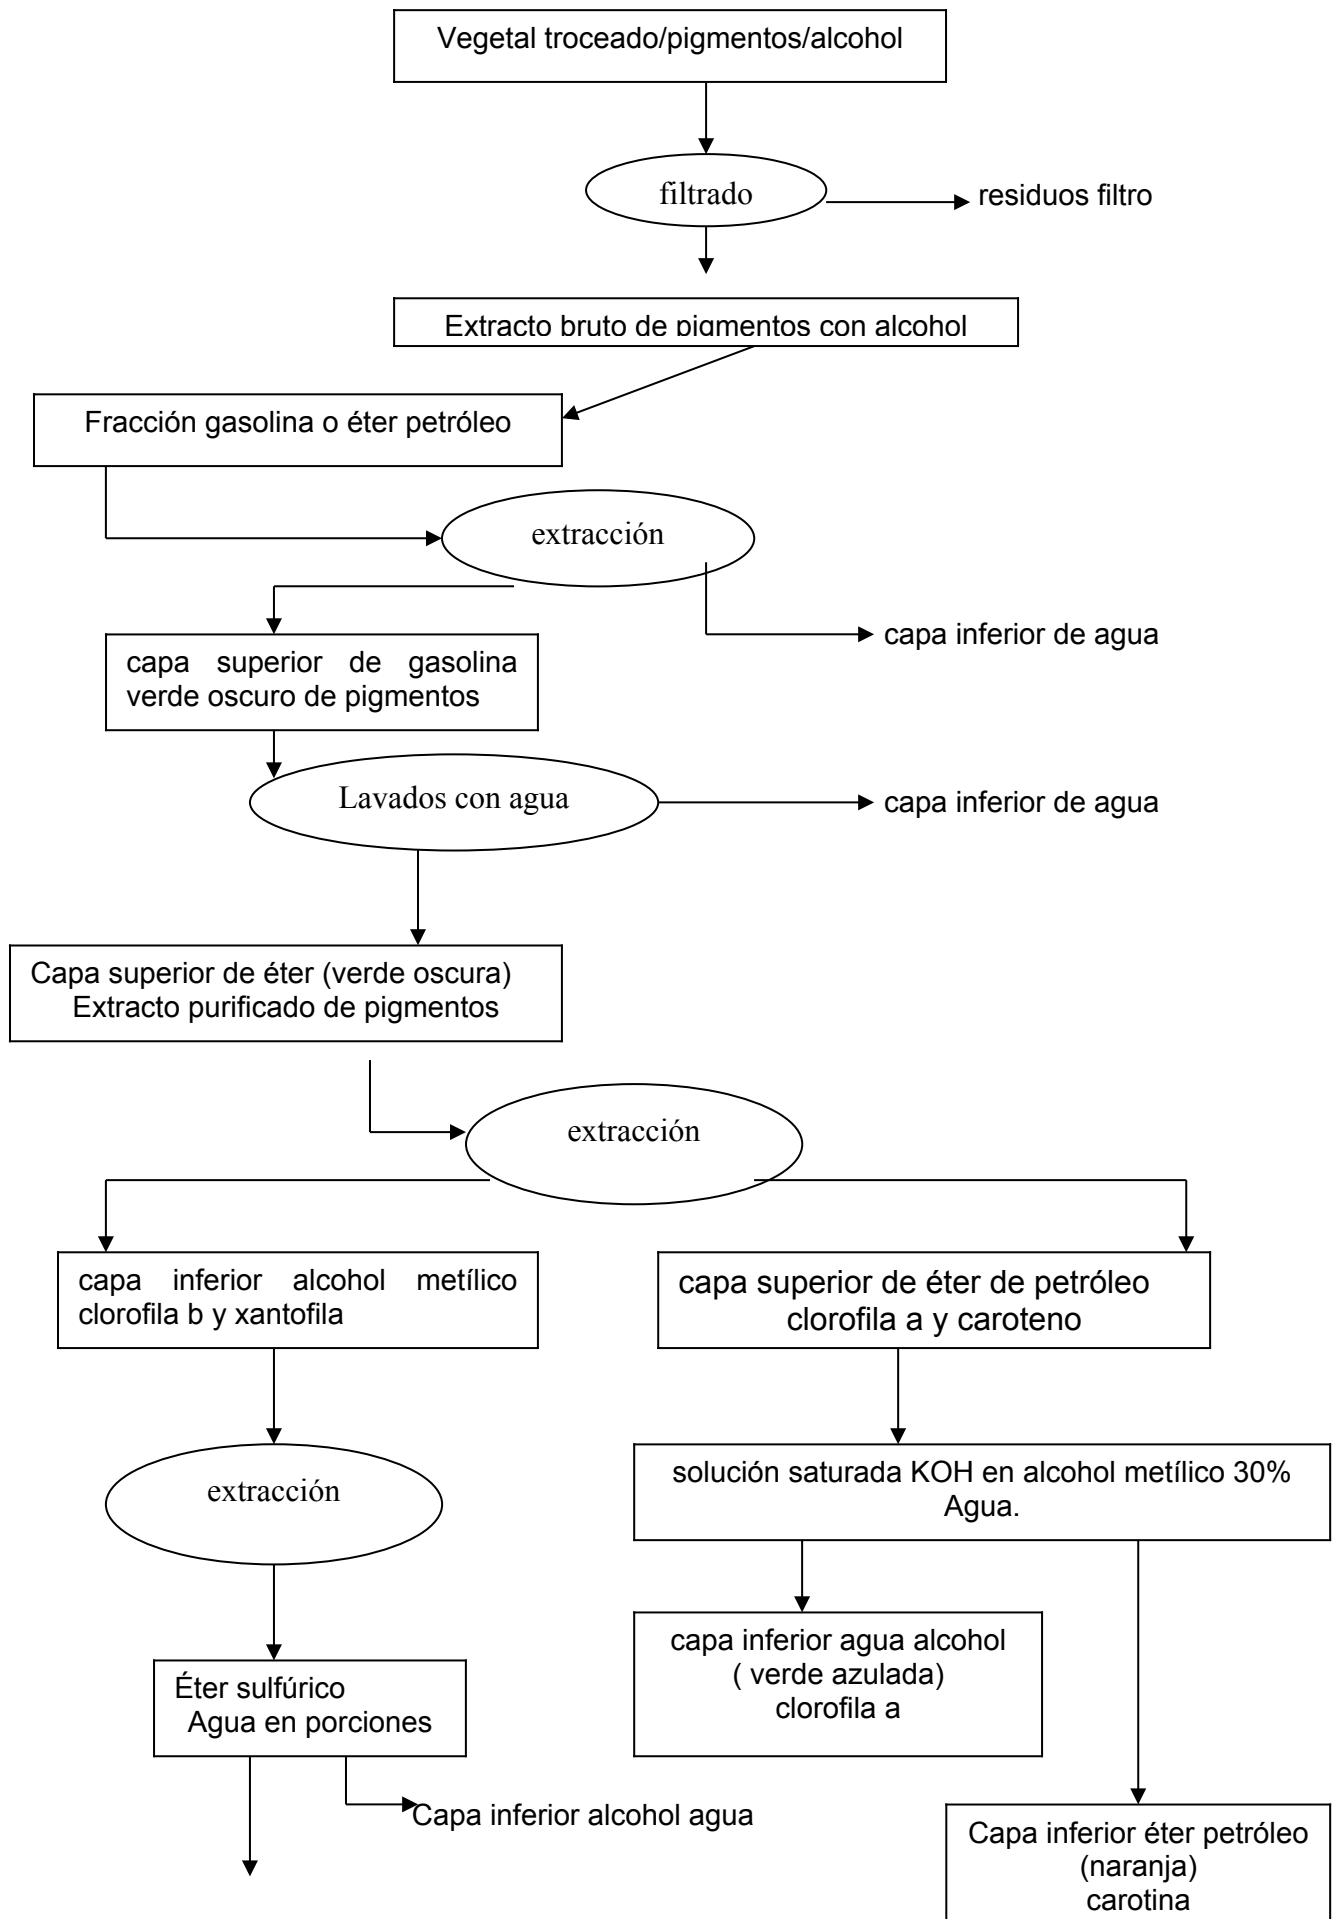 Vegetal troceado/pigmentos/alcohol
filtrado
residuos filtro
Extracto bruto de pigmentos con alcohol
Fracción gasolina o éter petróleo
extracción
capa inferior de agua
capa superior de gasolina
verde oscuro de pigmentos
Lavados con agua
capa inferior de agua
Capa superior de éter (verde oscura)
Extracto purificado de pigmentos
extracción
capa inferior alcohol metílico
clorofila b y xantofila
capa superior de éter de petróleo
clorofila a y caroteno
extracción
solución saturada KOH en alcohol metílico 30%
Agua.
capa inferior agua alcohol
( verde azulada)
clorofila a
Éter sulfúrico
Agua en porciones
Capa inferior alcohol agua
Capa inferior éter petróleo
(naranja)
carotina